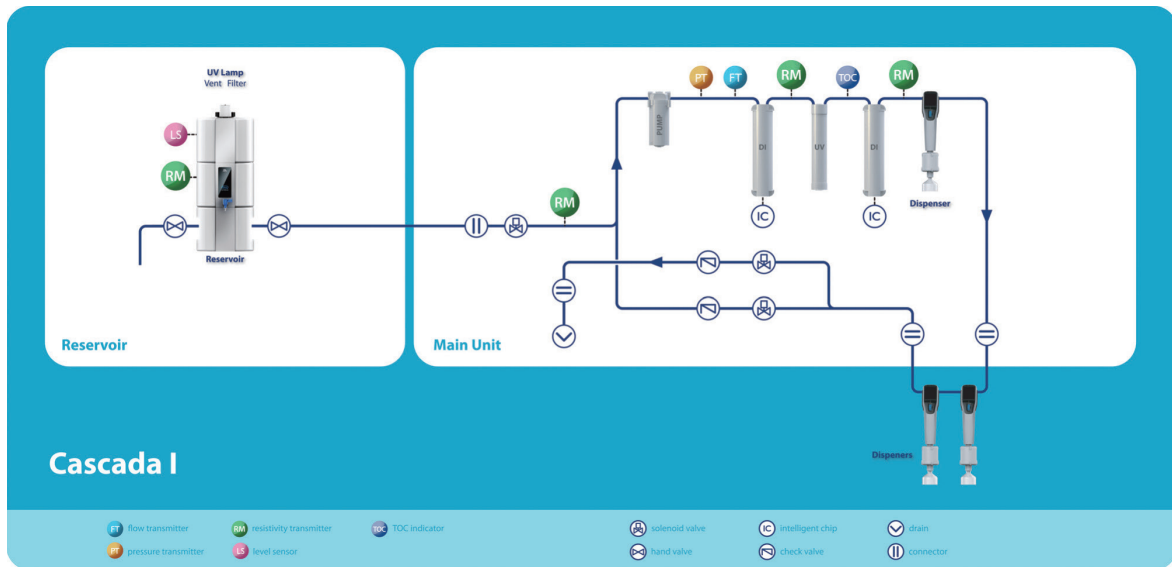 UV Lamp
Vent Filter
LS
RM
Reservoir
Reservoir
RM
PUMP
PT
FT
DI
IC
RM
UV
TOC
DI
IC
RM
Dispenser
Main Unit
Dispeners
Cascada I
FT flow transmitter
RM resistivity transmitter
TOC TOC indicator
solenoid valve
IC intelligent chip
drain
PT pressure transmitter
LS level sensor
hand valve
check valve
connector